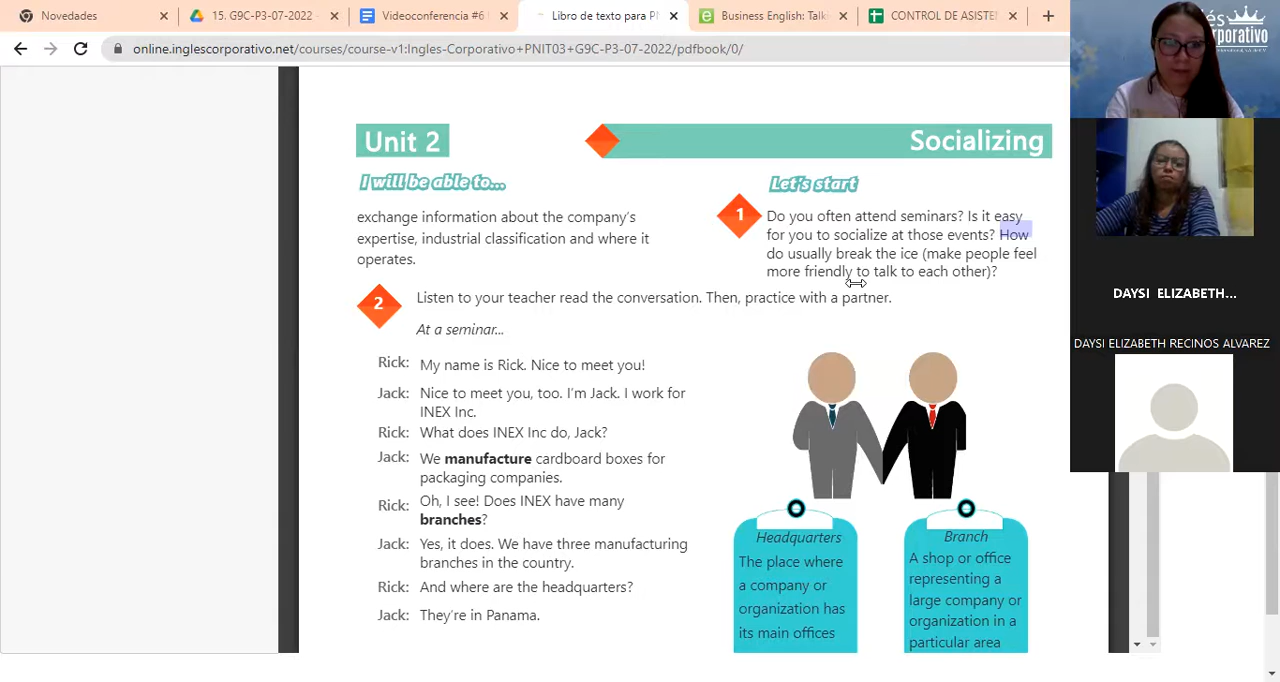 Novedades
15. G9C-P3-07-2022
Videoconferencia #6
Libro de texto para PN
Business English: Talk
CONTROL DE ASISTE
online.inglescorporativo.net/courses/course-v1:Ingles-Corporativo+PNIT03+G9C-P3-07-2022/pdfbook/0/
Unit 2
Socializing
I will be able to...
exchange information about the company's
expertise, industrial classification and where it
operates.
Let's start
1
Do you often attend seminars? Is it easy
for you to socialize at those events? How
do usually break the ice (make people feel
more friendly to talk to each other)?
2
Listen to your teacher read the conversation. Then, practice with a partner.
At a seminar...
Rick: My name is Rick. Nice to meet you!
Jack: Nice to meet you, too. I'm Jack. I work for
INEX Inc.
Rick: What does INEX Inc do, Jack?
Jack: We manufacture cardboard boxes for
packaging companies.
Rick: Oh, I see! Does INEX have many
branches?
Jack: Yes, it does. We have three manufacturing
branches in the country.
Rick: And where are the headquarters?
Jack: They're in Panama.
Headquarters
The place where
a company or
organization has
its main offices
Branch
A shop or office
representing a
large company or
organization in a
particular area
DAYSI ELIZABETH...
DAYSI ELIZABETH RECINOS ALVAREZ